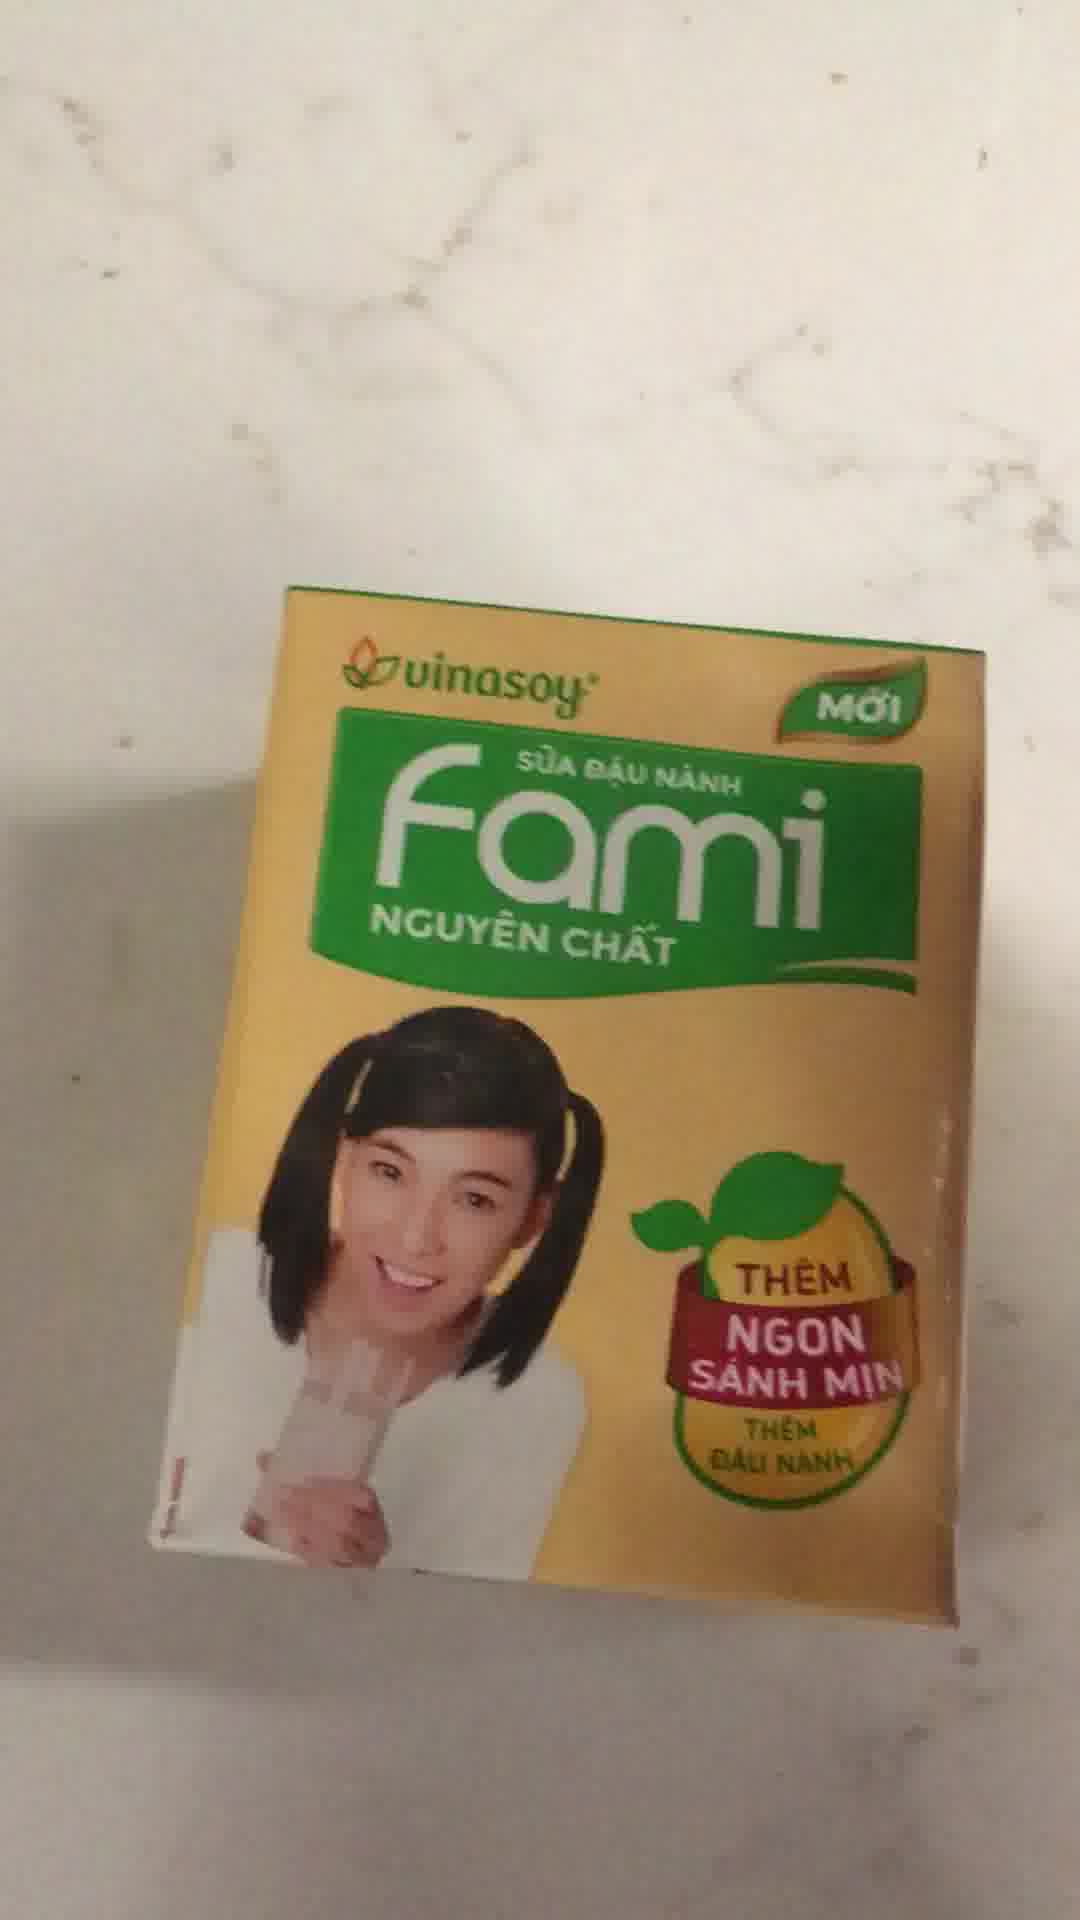 vinasoy
MỚI
SỮA ĐẬU NÀNH
Fami
NGUYÊN CHẤT
THÊM
NGON
SÁNH MỊN
THÊM
ĐẬU NÀNH